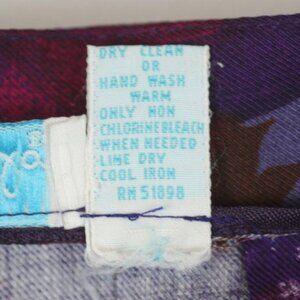 DRY CLEAN
OR
HAND WASH
WARM
ONLY NON
CHLORINE BLEACH
WHEN NEEDED
LINE DRY
COOL IRON
RN 51898